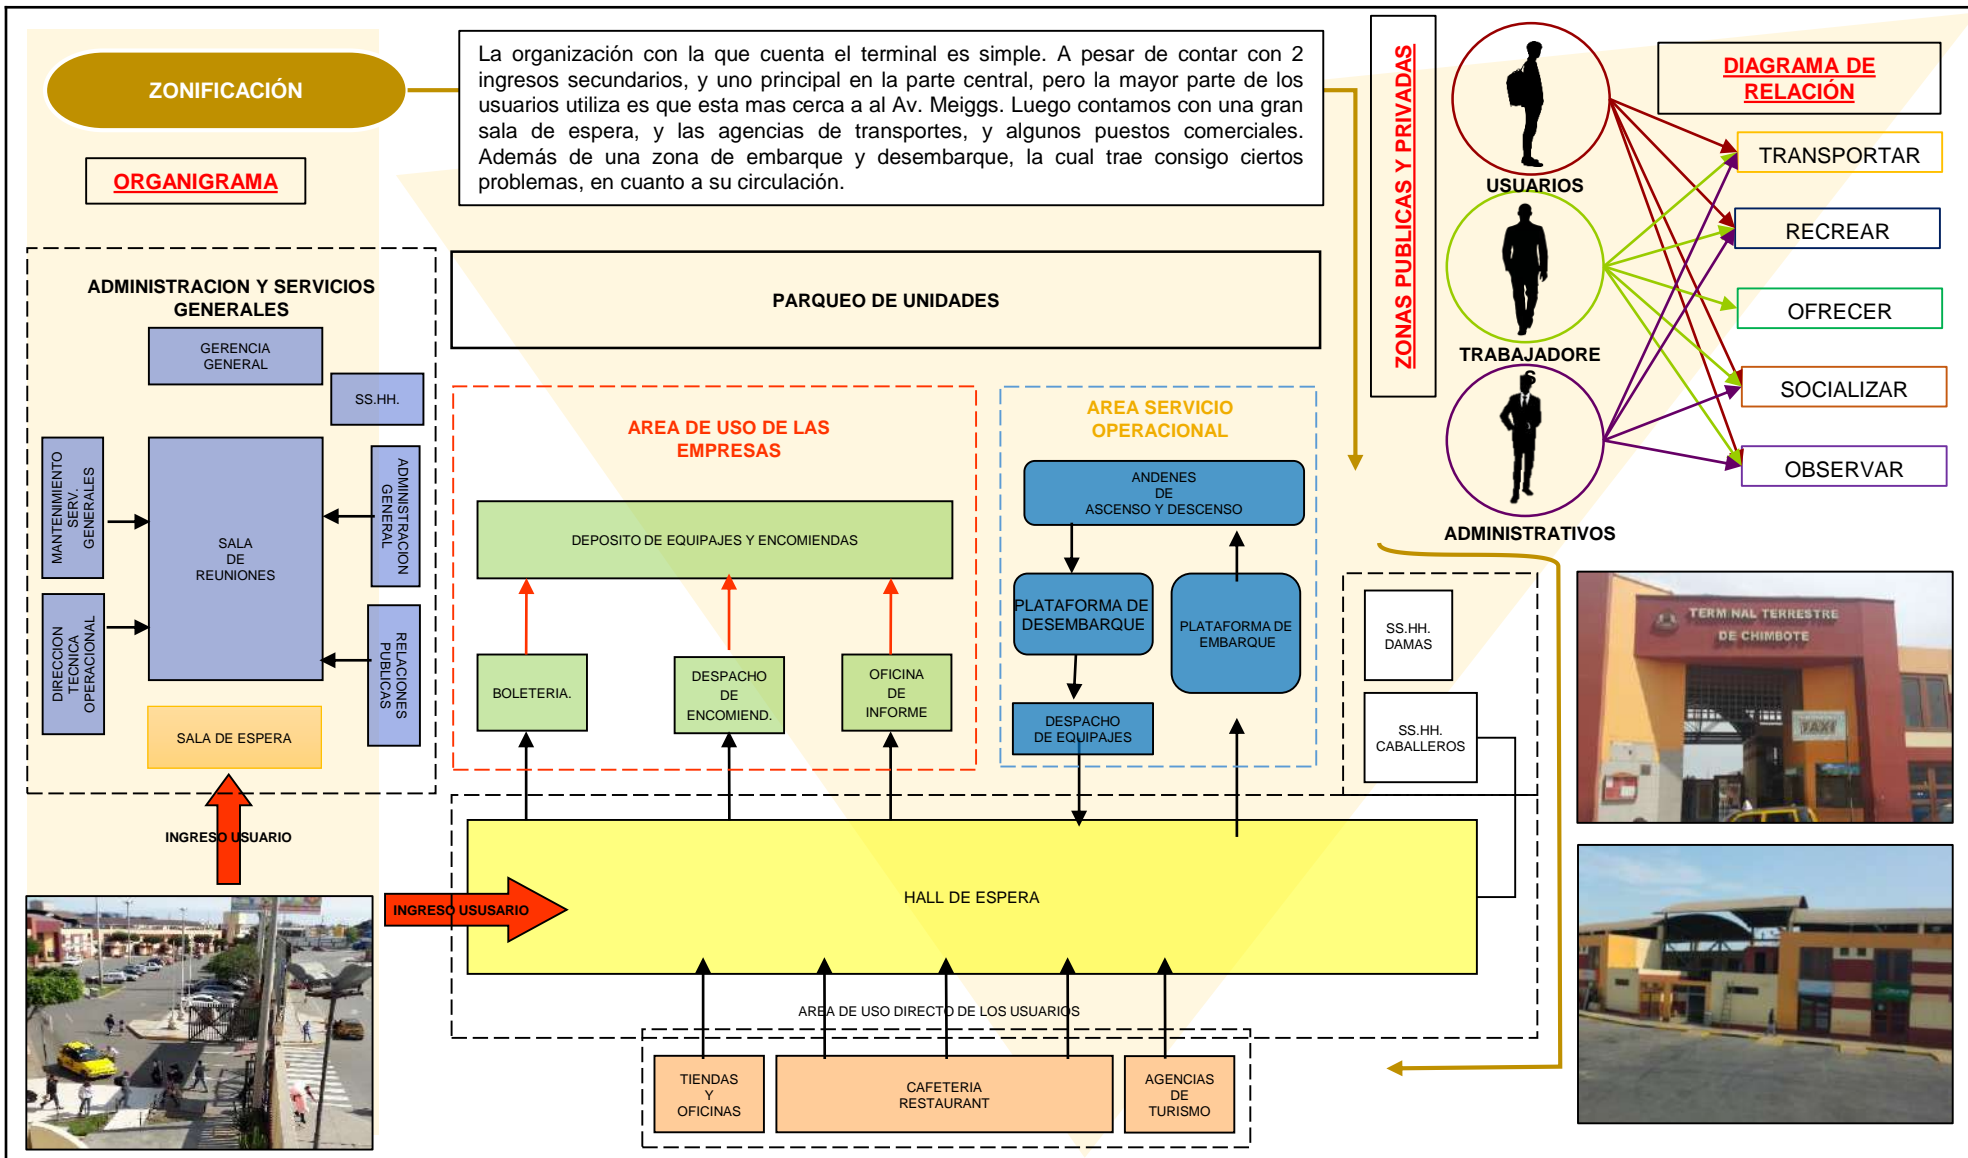 ZONIFICACIÓN
La organización con la que cuenta el terminal es simple. A pesar de contar con 2
ingresos secundarios, y uno principal en la parte central, pero la mayor parte de los
usuarios utiliza es que esta mas cerca a al Av. Meiggs. Luego contamos con una gran
sala de espera, y las agencias de transportes, y algunos puestos comerciales.
Además de una zona de embarque y desembarque, la cual trae consigo ciertos
problemas, en cuanto a su circulación.
ORGANIGRAMA
ZONAS PUBLICAS Y PRIVADAS
DIAGRAMA DE
RELACIÓN
USUARIOS
TRABAJADORE
S
ADMINISTRATIVOS
TRANSPORTAR
RECREAR
OFRECER
SOCIALIZAR
OBSERVAR
ADMINISTRACION Y SERVICIOS
GENERALES
GERENCIA
GENERAL
SS.HH.
MANTENIMIENTO
SERV.
GENERALES
SALA
DE
REUNIONES
ADMINISTRACION
GENERAL
DIRECCION
TECNICA
OPERACIONAL
RELACIONES
PUBLICAS
SALA DE ESPERA
INGRESO USUARIO
PARQUEO DE UNIDADES
AREA DE USO DE LAS
EMPRESAS
DEPOSITO DE EQUIPAJES Y ENCOMIENDAS
BOLETERIA.
DESPACHO
DE
ENCOMIEND.
OFICINA
DE
INFORME
AREA SERVICIO
OPERACIONAL
ANDENES
DE
ASCENSO Y DESCENSO
PLATAFORMA DE
DESEMBARQUE
PLATAFORMA DE
EMBARQUE
DESPACHO
DE EQUIPAJES
SS.HH.
DAMAS
SS.HH.
CABALLEROS
INGRESO USUSARIO
HALL DE ESPERA
AREA DE USO DIRECTO DE LOS USUARIOS
TIENDAS
Y
OFICINAS
CAFETERIA
RESTAURANT
AGENCIAS
DE
TURISMO
TERM NAL TERRESTRE
DE CHIMBOTE
TAXI